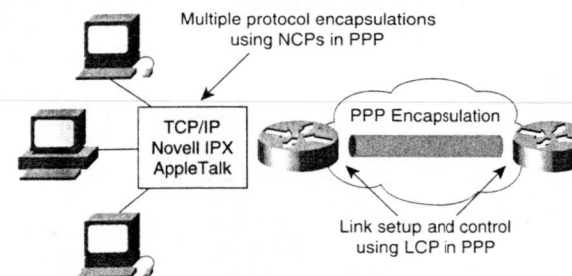 Multiple protocol encapsulations
using NCPs in PPP
TCP/IP
Novell IPX
AppleTalk
PPP Encapsulation
Link setup and control
using LCP in PPP